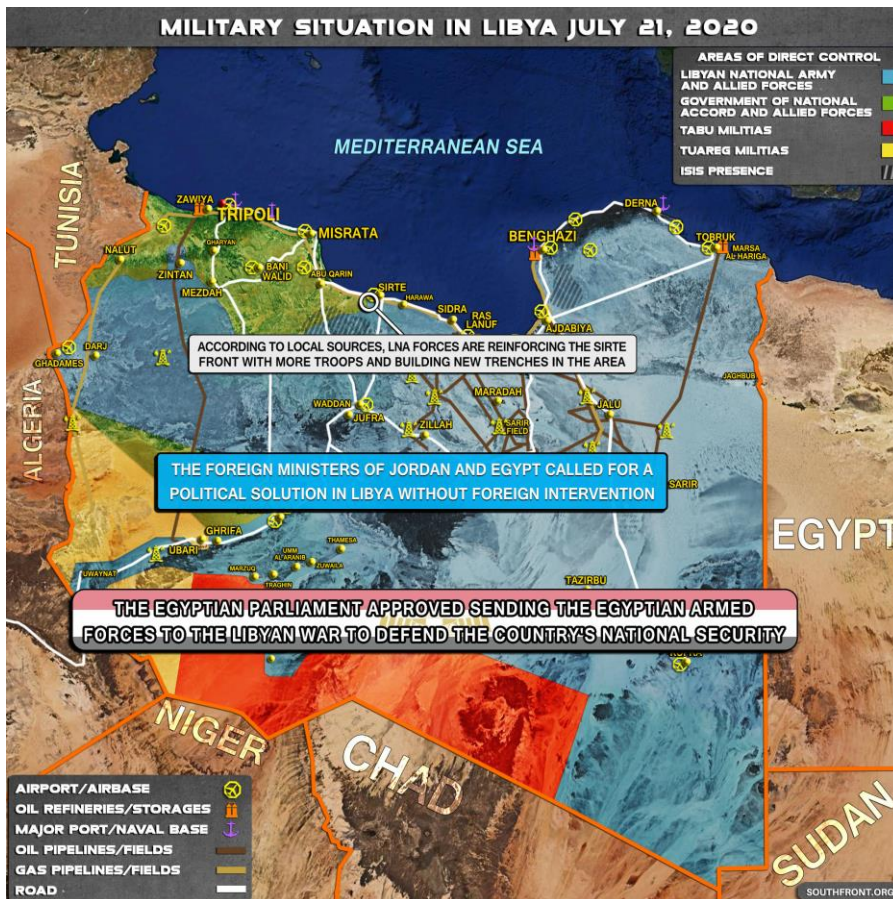 MILITARY SITUATION IN LIBYA JULY 21, 2020
AREAS OF DIRECT CONTROL
LIBYAN NATIONAL ARMY
AND ALLIED FORCES
GOVERNMENT OF NATIONAL
ACCORD AND ALLIED FORCES
TABU MILITIAS
TUAREG MILITIAS
ISIS PRESENCE
MEDITERRANEAN SEA
TUNISIA
ZAWIYA
TRIPOLI
MISRATA
NALUT
ZINTAN
GHARYAN
BANI
WALID
MEZDAH
ABU QARIN
SIRTE
HARAWA
SIDRA
RAS
LANUF
BENGHAZI
DERNA
TOBRUK
MARSA
AL-HARIGA
AJDABIYA
ACCORDING TO LOCAL SOURCES, LNA FORCES ARE REINFORCING THE SIRTE
FRONT WITH MORE TROOPS AND BUILDING NEW TRENCHES IN THE AREA
GHADAMES
DARJ
ALGERIA
JAGHBUB
WADDAN
JUFRA
ZILLAH
MARADAH
SARIR
FIELD
JALU
THE FOREIGN MINISTERS OF JORDAN AND EGYPT CALLED FOR A
POLITICAL SOLUTION IN LIBYA WITHOUT FOREIGN INTERVENTION
SARIR
EGYPT
UBARI
GHRIFA
UWAYNAT
MARZUQ
TRAGHIN
UMM
AL'ARANIB
ZUWAILA
THAMESA
TAZIRBU
THE EGYPTIAN PARLIAMENT APPROVED SENDING THE EGYPTIAN ARMED
FORCES TO THE LIBYAN WAR TO DEFEND THE COUNTRY'S NATIONAL SECURITY
NIGER
CHAD
SUDAN
AIRPORT/AIRBASE
OIL REFINERIES/STORAGES
MAJOR PORT/NAVAL BASE
OIL PIPELINES/FIELDS
GAS PIPELINES/FIELDS
ROAD
SOUTHFRONT.ORG